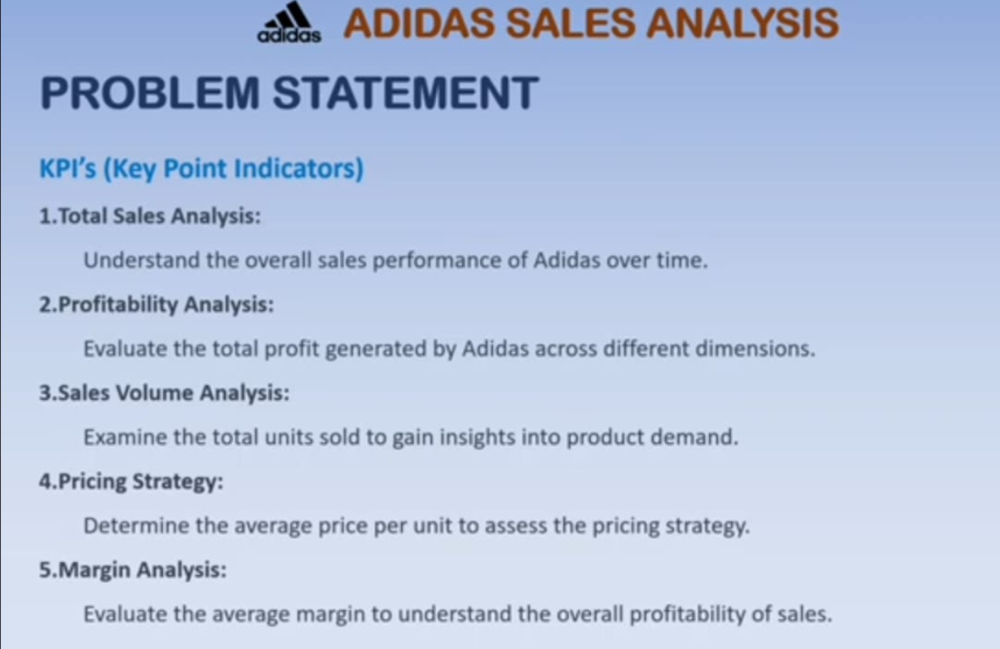 adidas
ADIDAS SALES ANALYSIS
PROBLEM STATEMENT
KPI’s (Key Point Indicators)
1.Total Sales Analysis:
Understand the overall sales performance of Adidas over time.
2.Profitability Analysis:
Evaluate the total profit generated by Adidas across different dimensions.
3.Sales Volume Analysis:
Examine the total units sold to gain insights into product demand.
4.Pricing Strategy:
Determine the average price per unit to assess the pricing strategy.
5.Margin Analysis:
Evaluate the average margin to understand the overall profitability of sales.